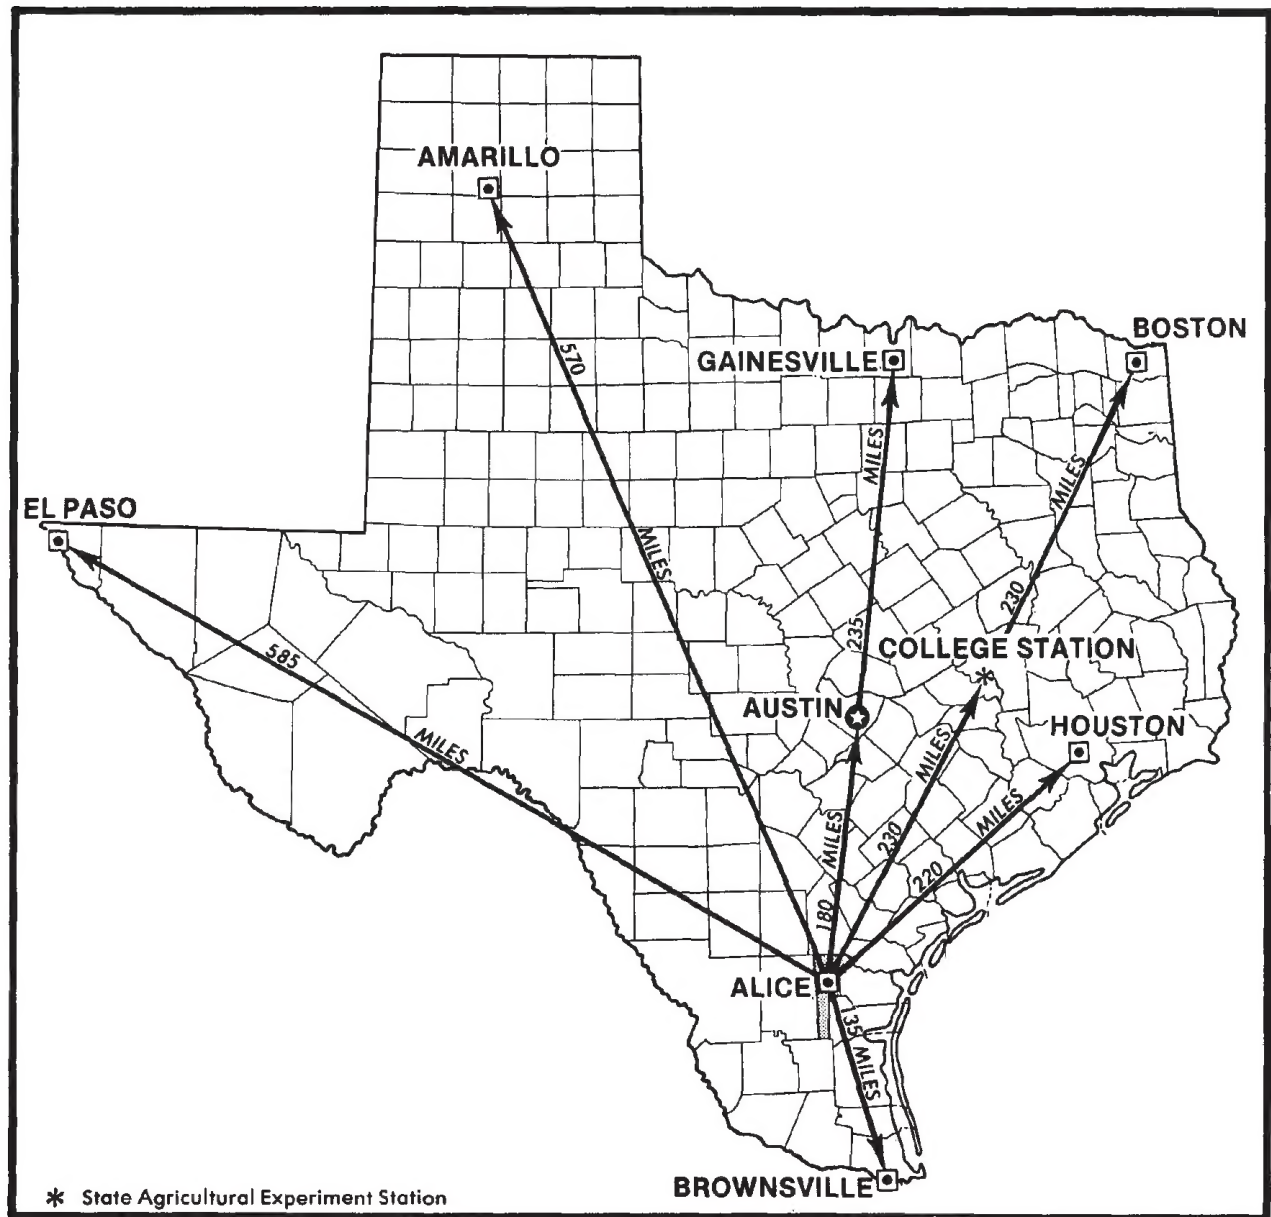 AMARILLO
570 MILES
GAINESVILLE
BOSTON
MILES
MILES
EL PASO
585 MILES
235
230
COLLEGE STATION
*
AUSTIN
HOUSTON
180 MILES
230 MILES
220 MILES
ALICE
135 MILES
BROWNSVILLE
* State Agricultural Experiment Station